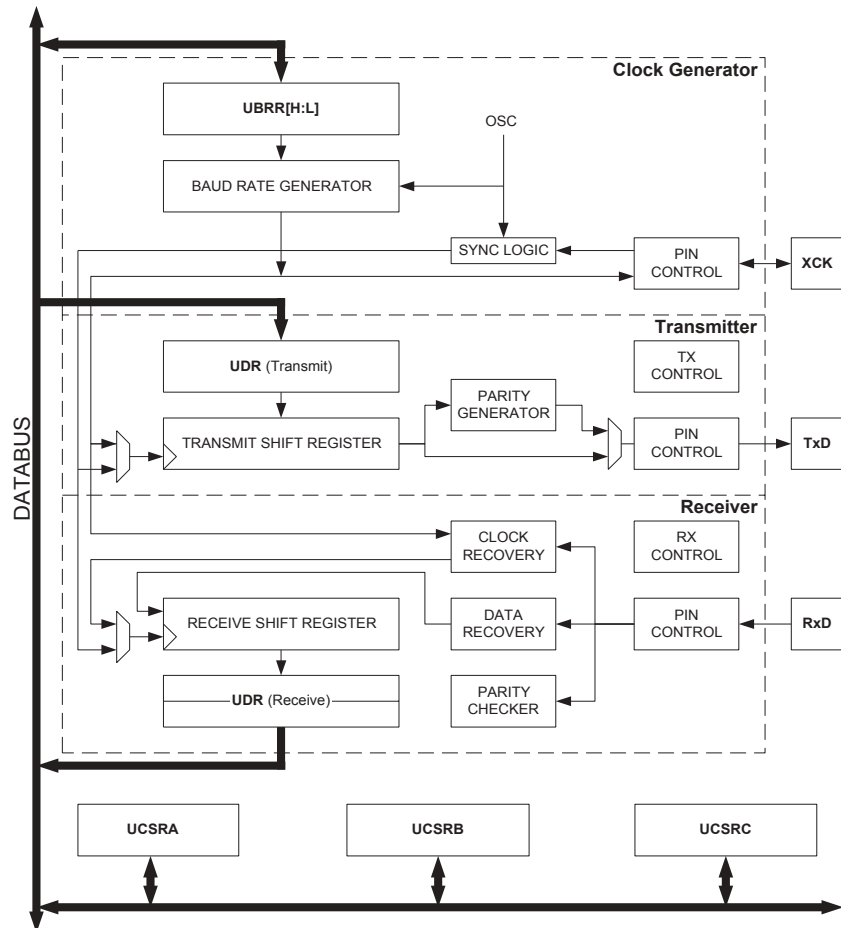 Clock Generator
UBRR[H:L]
OSC
BAUD RATE GENERATOR
SYNC LOGIC
PIN
CONTROL
XCK
Transmitter
UDR (Transmit)
TX
CONTROL
PARITY
GENERATOR
TRANSMIT SHIFT REGISTER
PIN
CONTROL
TxD
DATABUS
Receiver
CLOCK
RECOVERY
RX
CONTROL
RECEIVE SHIFT REGISTER
DATA
RECOVERY
PIN
CONTROL
RxD
UDR (Receive)
PARITY
CHECKER
UCSRA
UCSRB
UCSRC